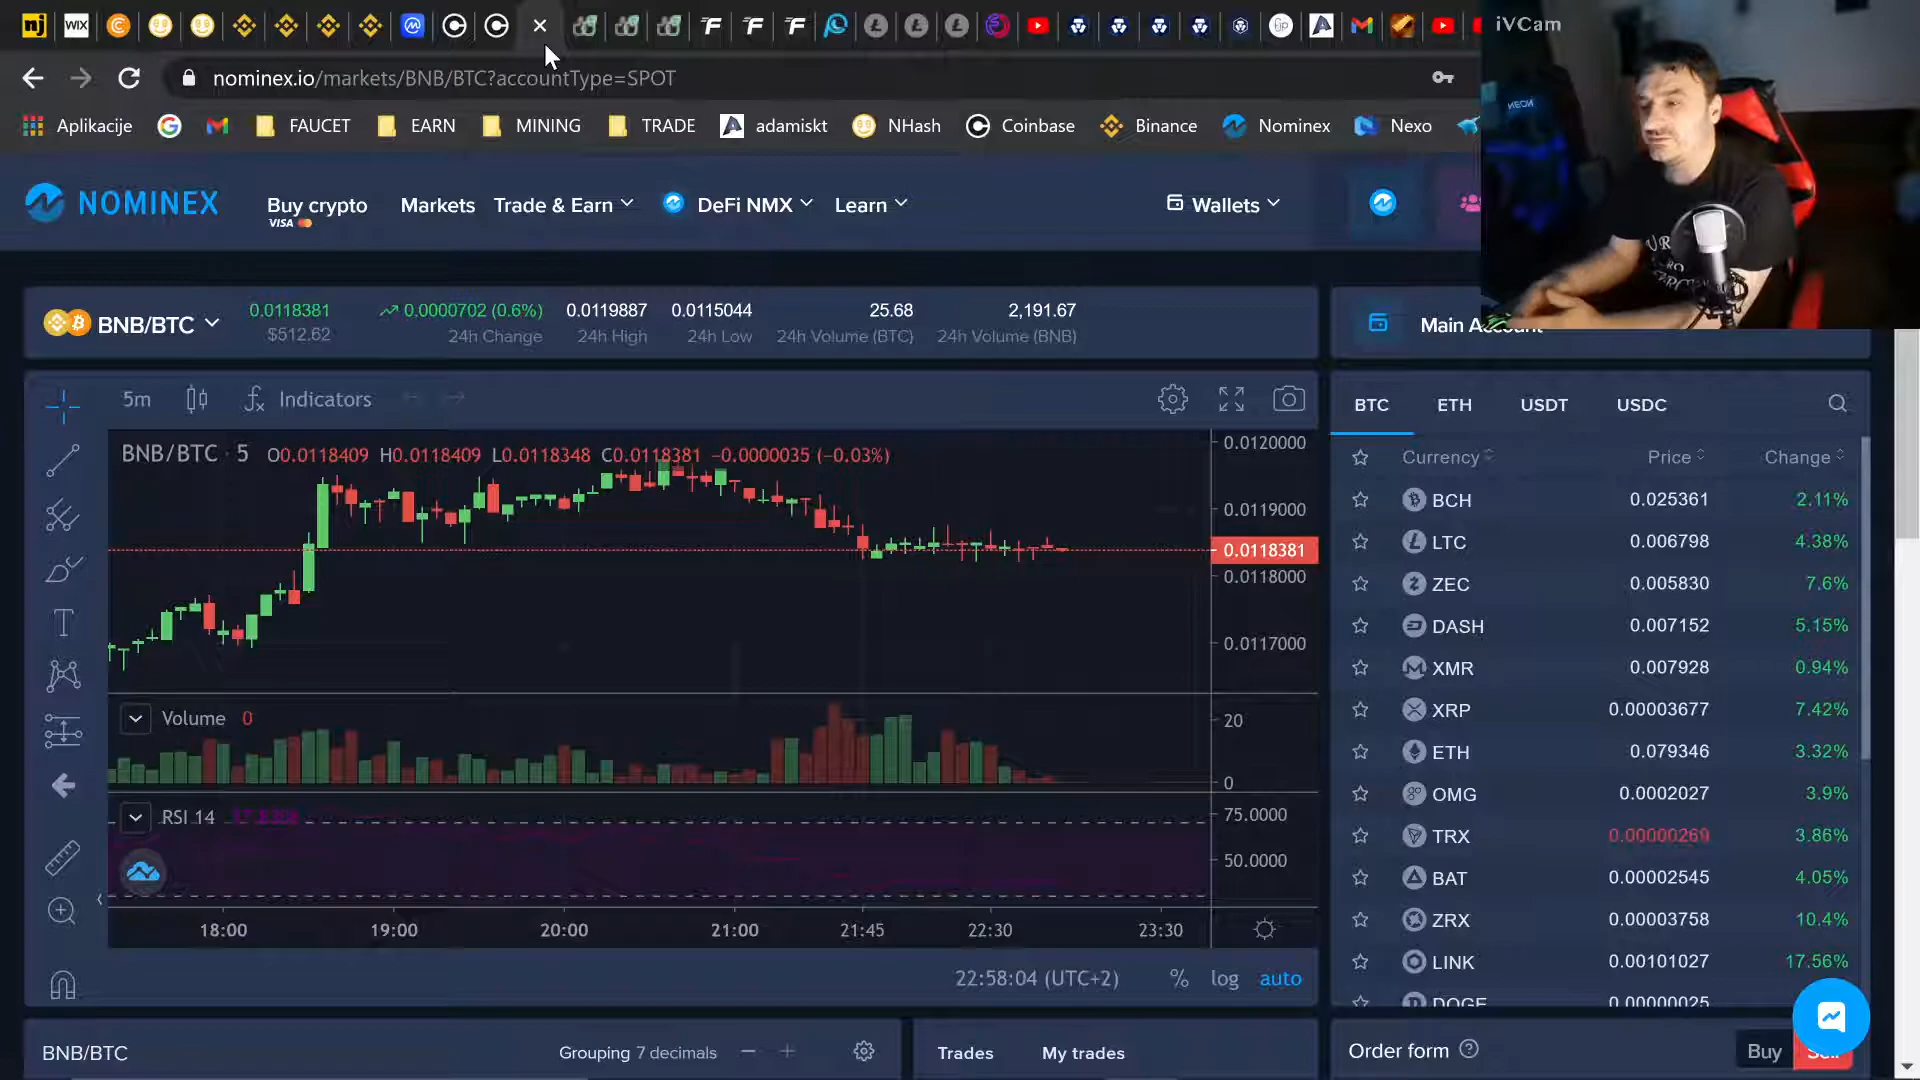 iVCam
nominex.io/markets/BNB/BTC?accountType=SPOT
Aplikacije FAUCET EARN MINING TRADE adamiskt NHash Coinbase Binance Nominex Nexo
NOMINEX Buy crypto Markets Trade & Earn DeFi NMX Learn Wallets
VISA
BNB/BTC 0.0118381 0.0000702 (0.6%) 0.0119887 0.0115044 25.68 2,191.67
$512.62 24h Change 24h High 24h Low 24h Volume (BTC) 24h Volume (BNB)
Main Account
5m Indicators
BNB/BTC · 5 O0.0118409 H0.0118409 L0.0118348 C0.0118381 −0.0000035 (−0.03%)
0.0120000
0.0119000
0.0118381
0.0118000
0.0117000
Volume 0
20
0
RSI 14
75.0000
50.0000
18:00 19:00 20:00 21:00 21:45 22:30 23:30
22:58:04 (UTC+2) % log auto
BTC ETH USDT USDC
Currency Price Change
BCH 0.025361 2.11%
LTC 0.006798 4.38%
ZEC 0.005830 7.6%
DASH 0.007152 5.15%
XMR 0.007928 0.94%
XRP 0.00003677 7.42%
ETH 0.079346 3.32%
OMG 0.0002027 3.9%
TRX 0.00000269 3.86%
BAT 0.00002545 4.05%
ZRX 0.00003758 10.4%
LINK 0.00101027 17.56%
DOGE 0.00000025
BNB/BTC Grouping 7 decimals
Trades My trades
Order form Buy Sell